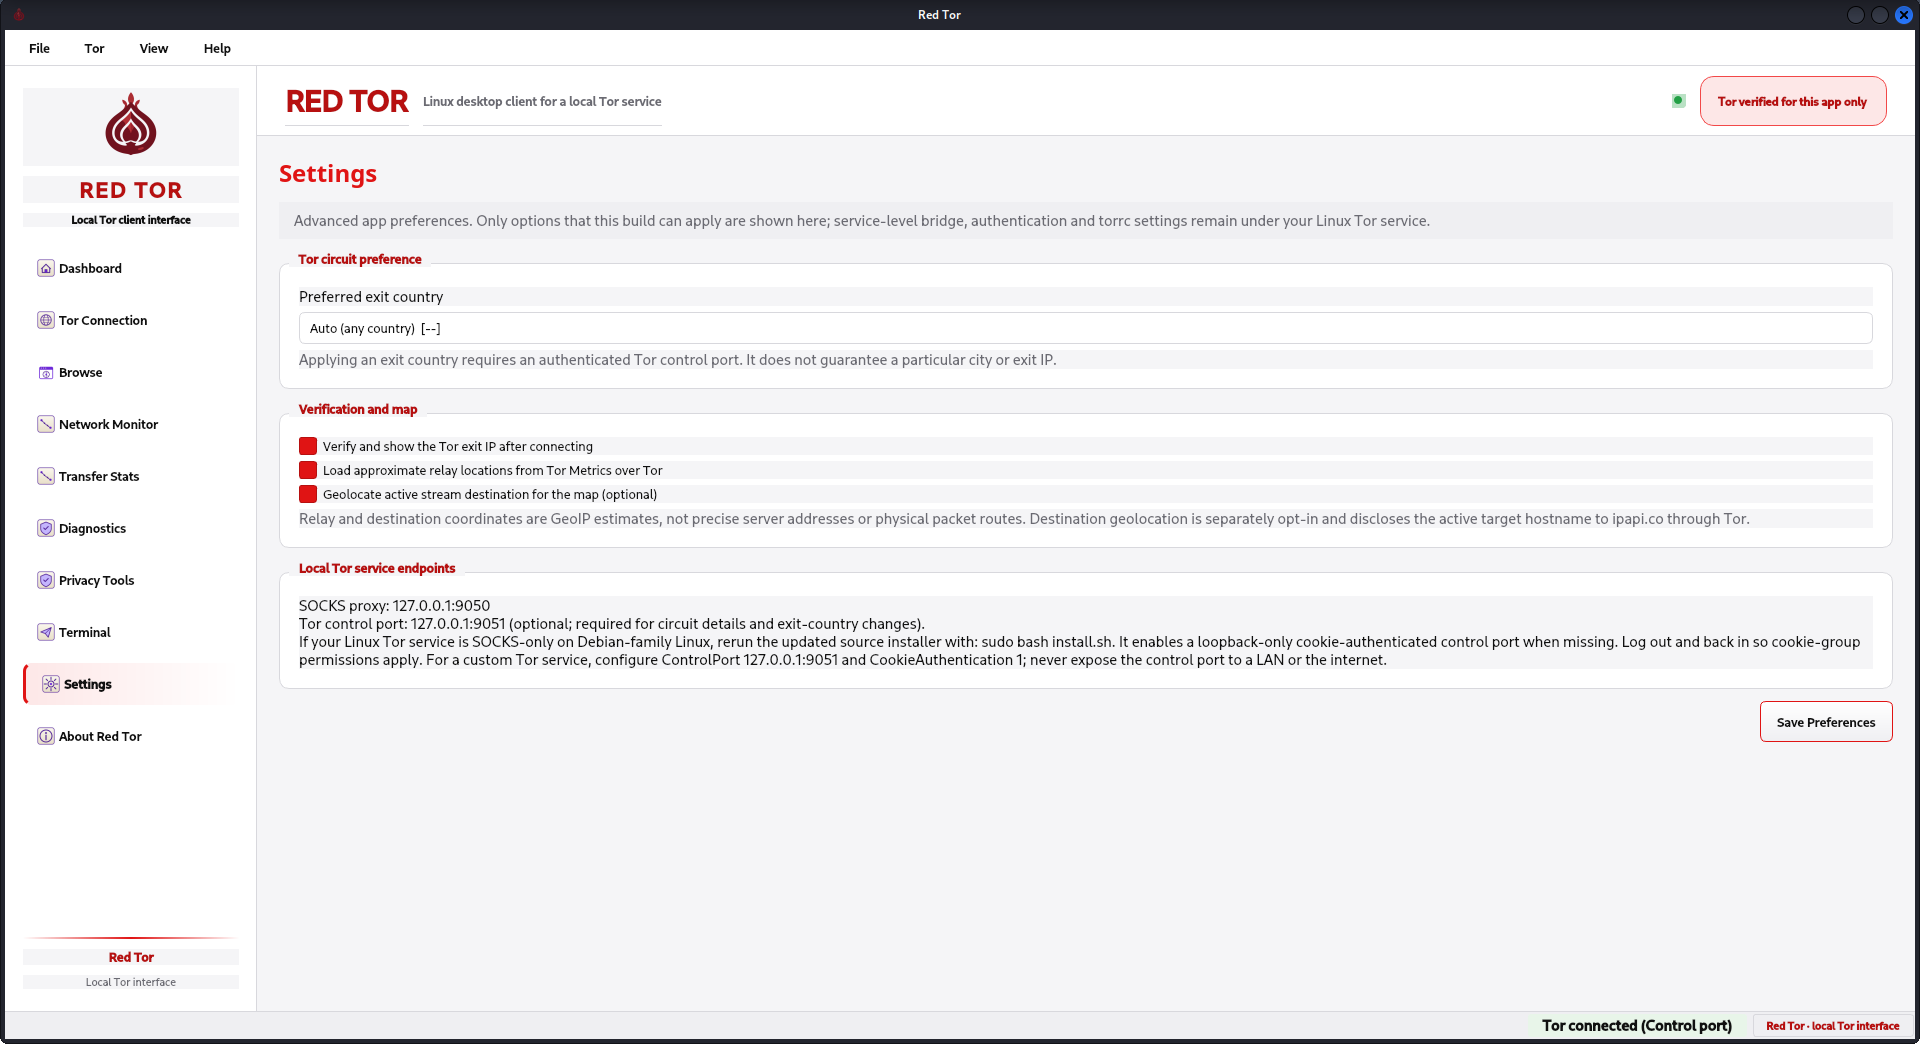 Red Tor
File Tor View Help
RED TOR
Local Tor client interface
Dashboard
Tor Connection
Browse
Network Monitor
Transfer Stats
Diagnostics
Privacy Tools
Terminal
Settings
About Red Tor
Red Tor
Local Tor interface
RED TOR Linux desktop client for a local Tor service
Tor verified for this app only
Settings
Advanced app preferences. Only options that this build can apply are shown here; service-level bridge, authentication and torrc settings remain under your Linux Tor service.
Tor circuit preference
Preferred exit country
Auto (any country) [--]
Applying an exit country requires an authenticated Tor control port. It does not guarantee a particular city or exit IP.
Verification and map
Verify and show the Tor exit IP after connecting
Load approximate relay locations from Tor Metrics over Tor
Geolocate active stream destination for the map (optional)
Relay and destination coordinates are GeoIP estimates, not precise server addresses or physical packet routes. Destination geolocation is separately opt-in and discloses the active target hostname to ipapi.co through Tor.
Local Tor service endpoints
SOCKS proxy: 127.0.0.1:9050
Tor control port: 127.0.0.1:9051 (optional; required for circuit details and exit-country changes).
If your Linux Tor service is SOCKS-only on Debian-family Linux, rerun the updated source installer with: sudo bash install.sh. It enables a loopback-only cookie-authenticated control port when missing. Log out and back in so cookie-group
permissions apply. For a custom Tor service, configure ControlPort 127.0.0.1:9051 and CookieAuthentication 1; never expose the control port to a LAN or the internet.
Save Preferences
Tor connected (Control port)
Red Tor · local Tor interface